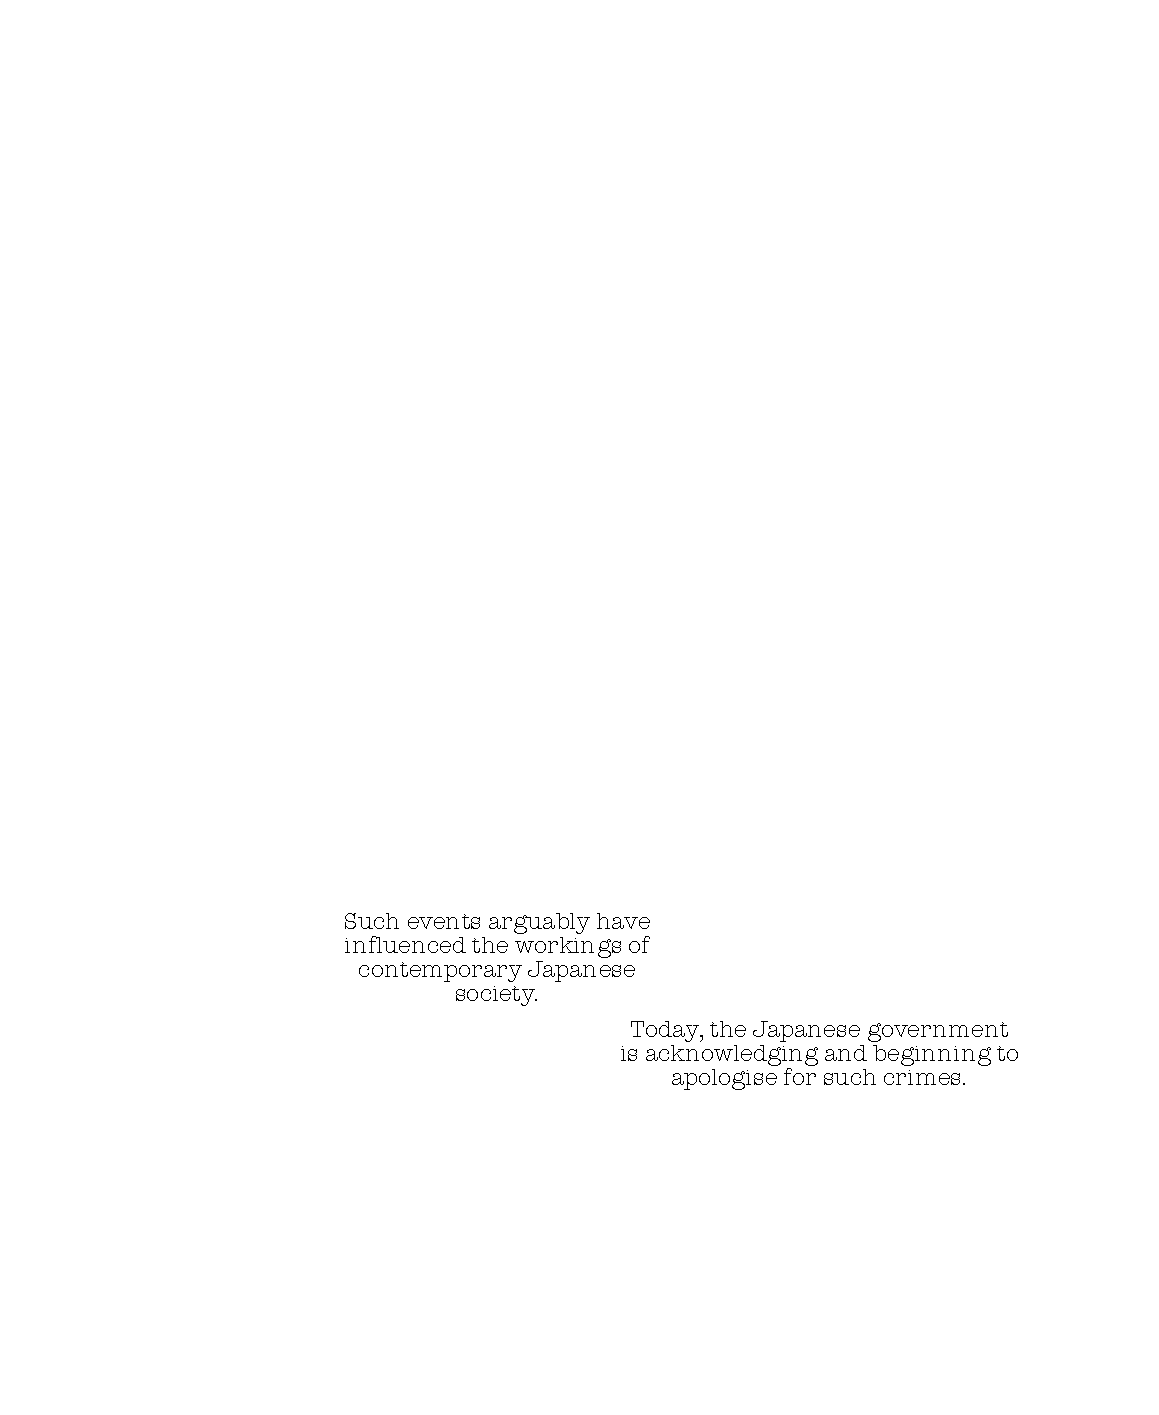 Such events arguably have
influenced the workings of
contemporary Japanese
society.
Today, the Japanese government
is acknowledging and beginning to
apologise for such crimes.